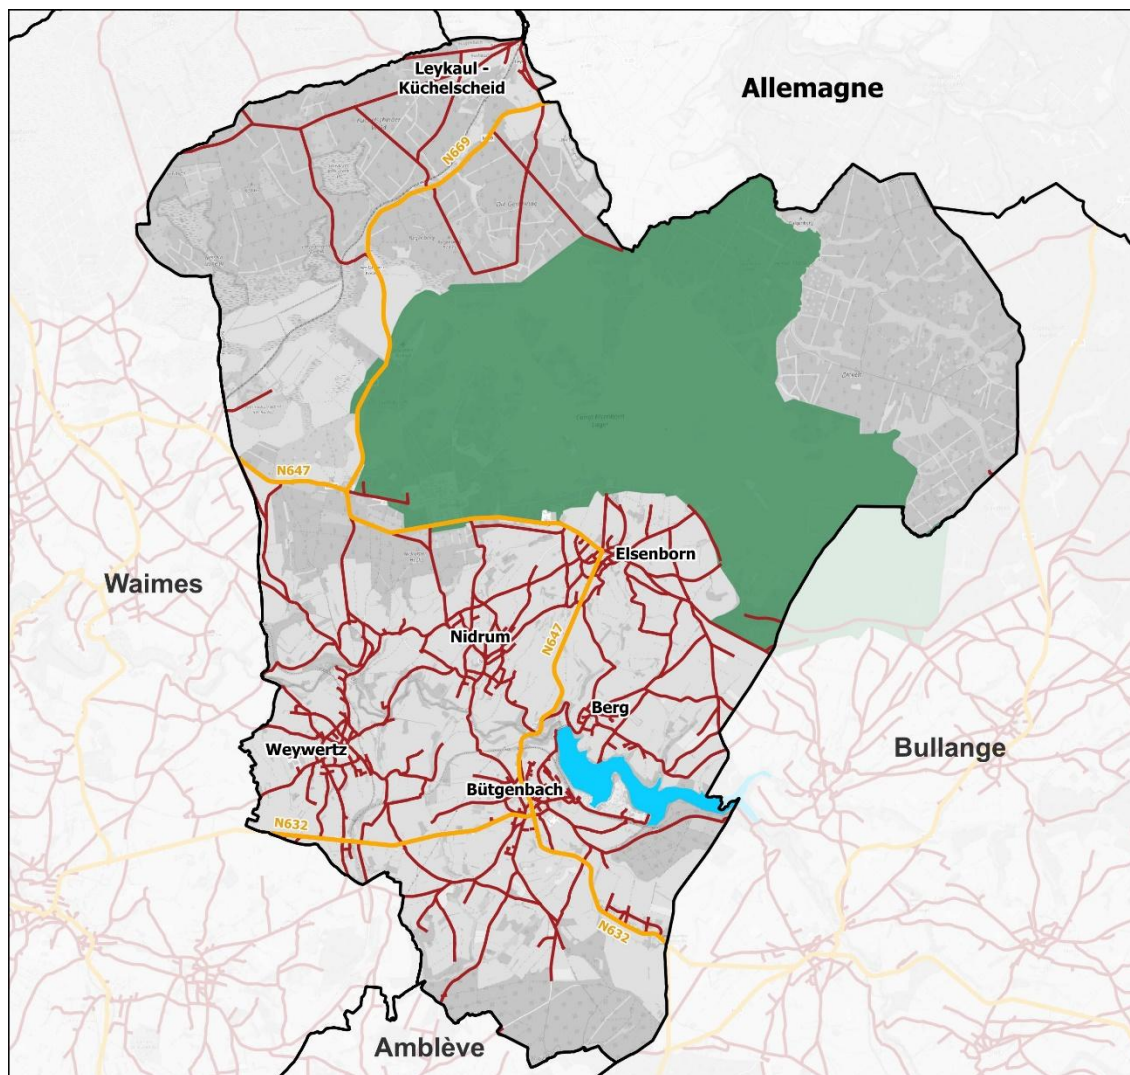 Leykaul -
Küchelscheid
Allemagne
N669
N647
Elsenborn
Waimes
Nidrum
N647
Berg
Weywertz
Bullange
Bütgenbach
N632
N632
Amblève